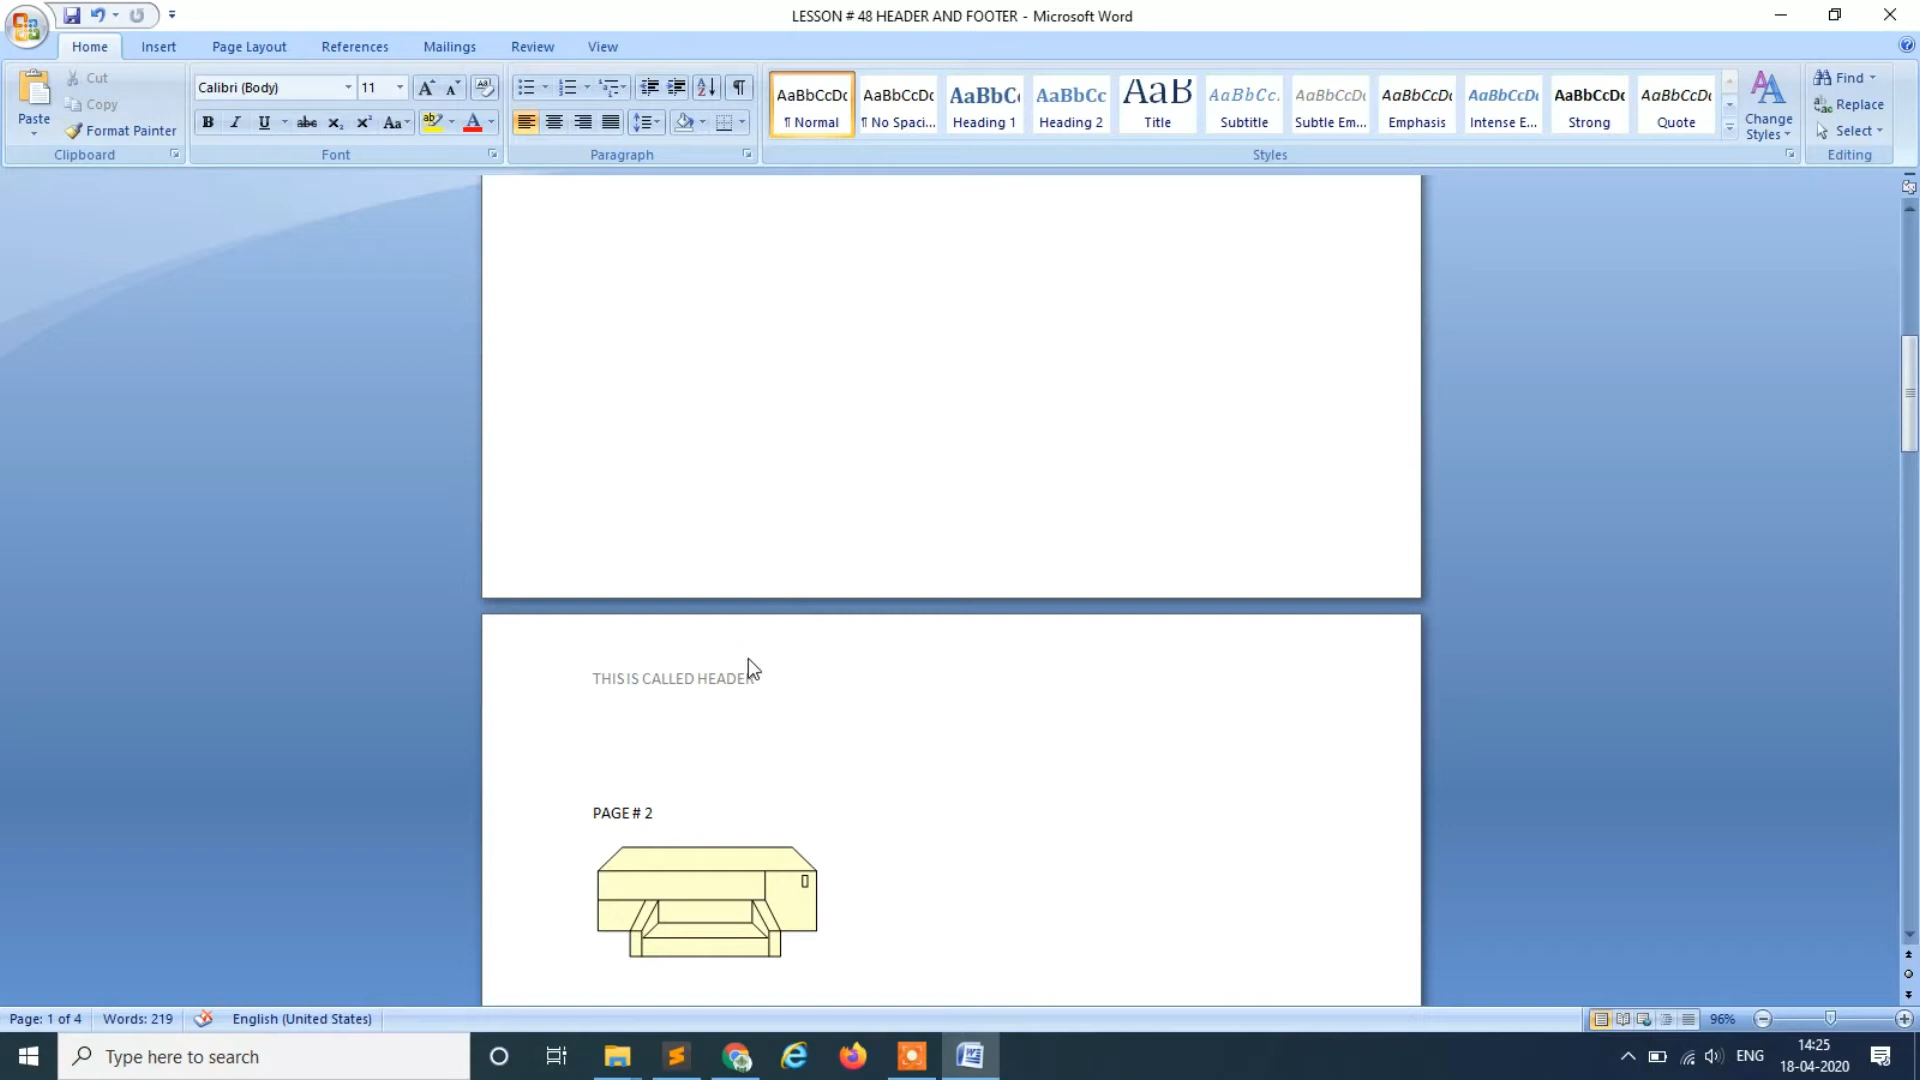 LESSON # 48 HEADER AND FOOTER - Microsoft Word
Home Insert Page Layout References Mailings Review View
Paste
Cut
Copy
Format Painter
Clipboard
Calibri (Body) 11
B I U abc x₂ x² Aa
Font
Paragraph
AaBbCcDc AaBbCcDc AaBbC AaBbCc AaB AaBbCc. AaBbCcDc AaBbCcDc AaBbCcDc AaBbCcDc AaBbCcDc
¶ Normal ¶ No Spaci... Heading 1 Heading 2 Title Subtitle Subtle Em... Emphasis Intense E... Strong Quote
Change Styles
Styles
Find
Replace
Select
Editing
THIS IS CALLED HEADER
PAGE # 2
Page: 1 of 4 Words: 219 English (United States) 96%
Type here to search
ENG
14:25
18-04-2020